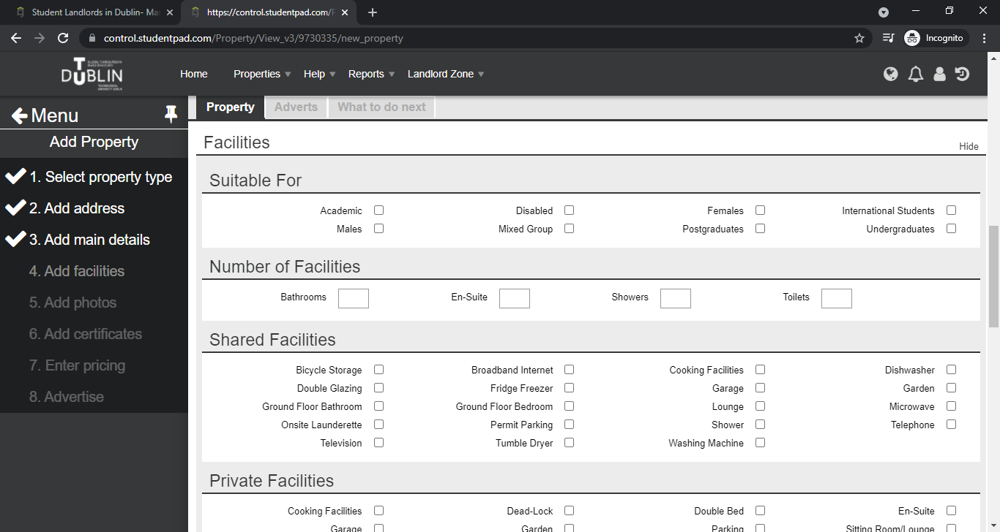 Student Landlords in Dublin- Ma
https://control.studentpad.com/P
control.studentpad.com/Property/View_v3/9730335/new_property
Incognito
DUBLIN
Home Properties Help Reports Landlord Zone
Menu
Add Property
1. Select property type
2. Add address
3. Add main details
4. Add facilities
5. Add photos
6. Add certificates
7. Enter pricing
8. Advertise
Property Adverts What to do next
Facilities
Hide
Suitable For
Academic Disabled Females International Students
Males Mixed Group Postgraduates Undergraduates
Number of Facilities
Bathrooms En-Suite Showers Toilets
Shared Facilities
Bicycle Storage Broadband Internet Cooking Facilities Dishwasher
Double Glazing Fridge Freezer Garage Garden
Ground Floor Bathroom Ground Floor Bedroom Lounge Microwave
Onsite Launderette Permit Parking Shower Telephone
Television Tumble Dryer Washing Machine
Private Facilities
Cooking Facilities Dead-Lock Double Bed En-Suite
Garage Garden Parking Sitting Room/Lounge